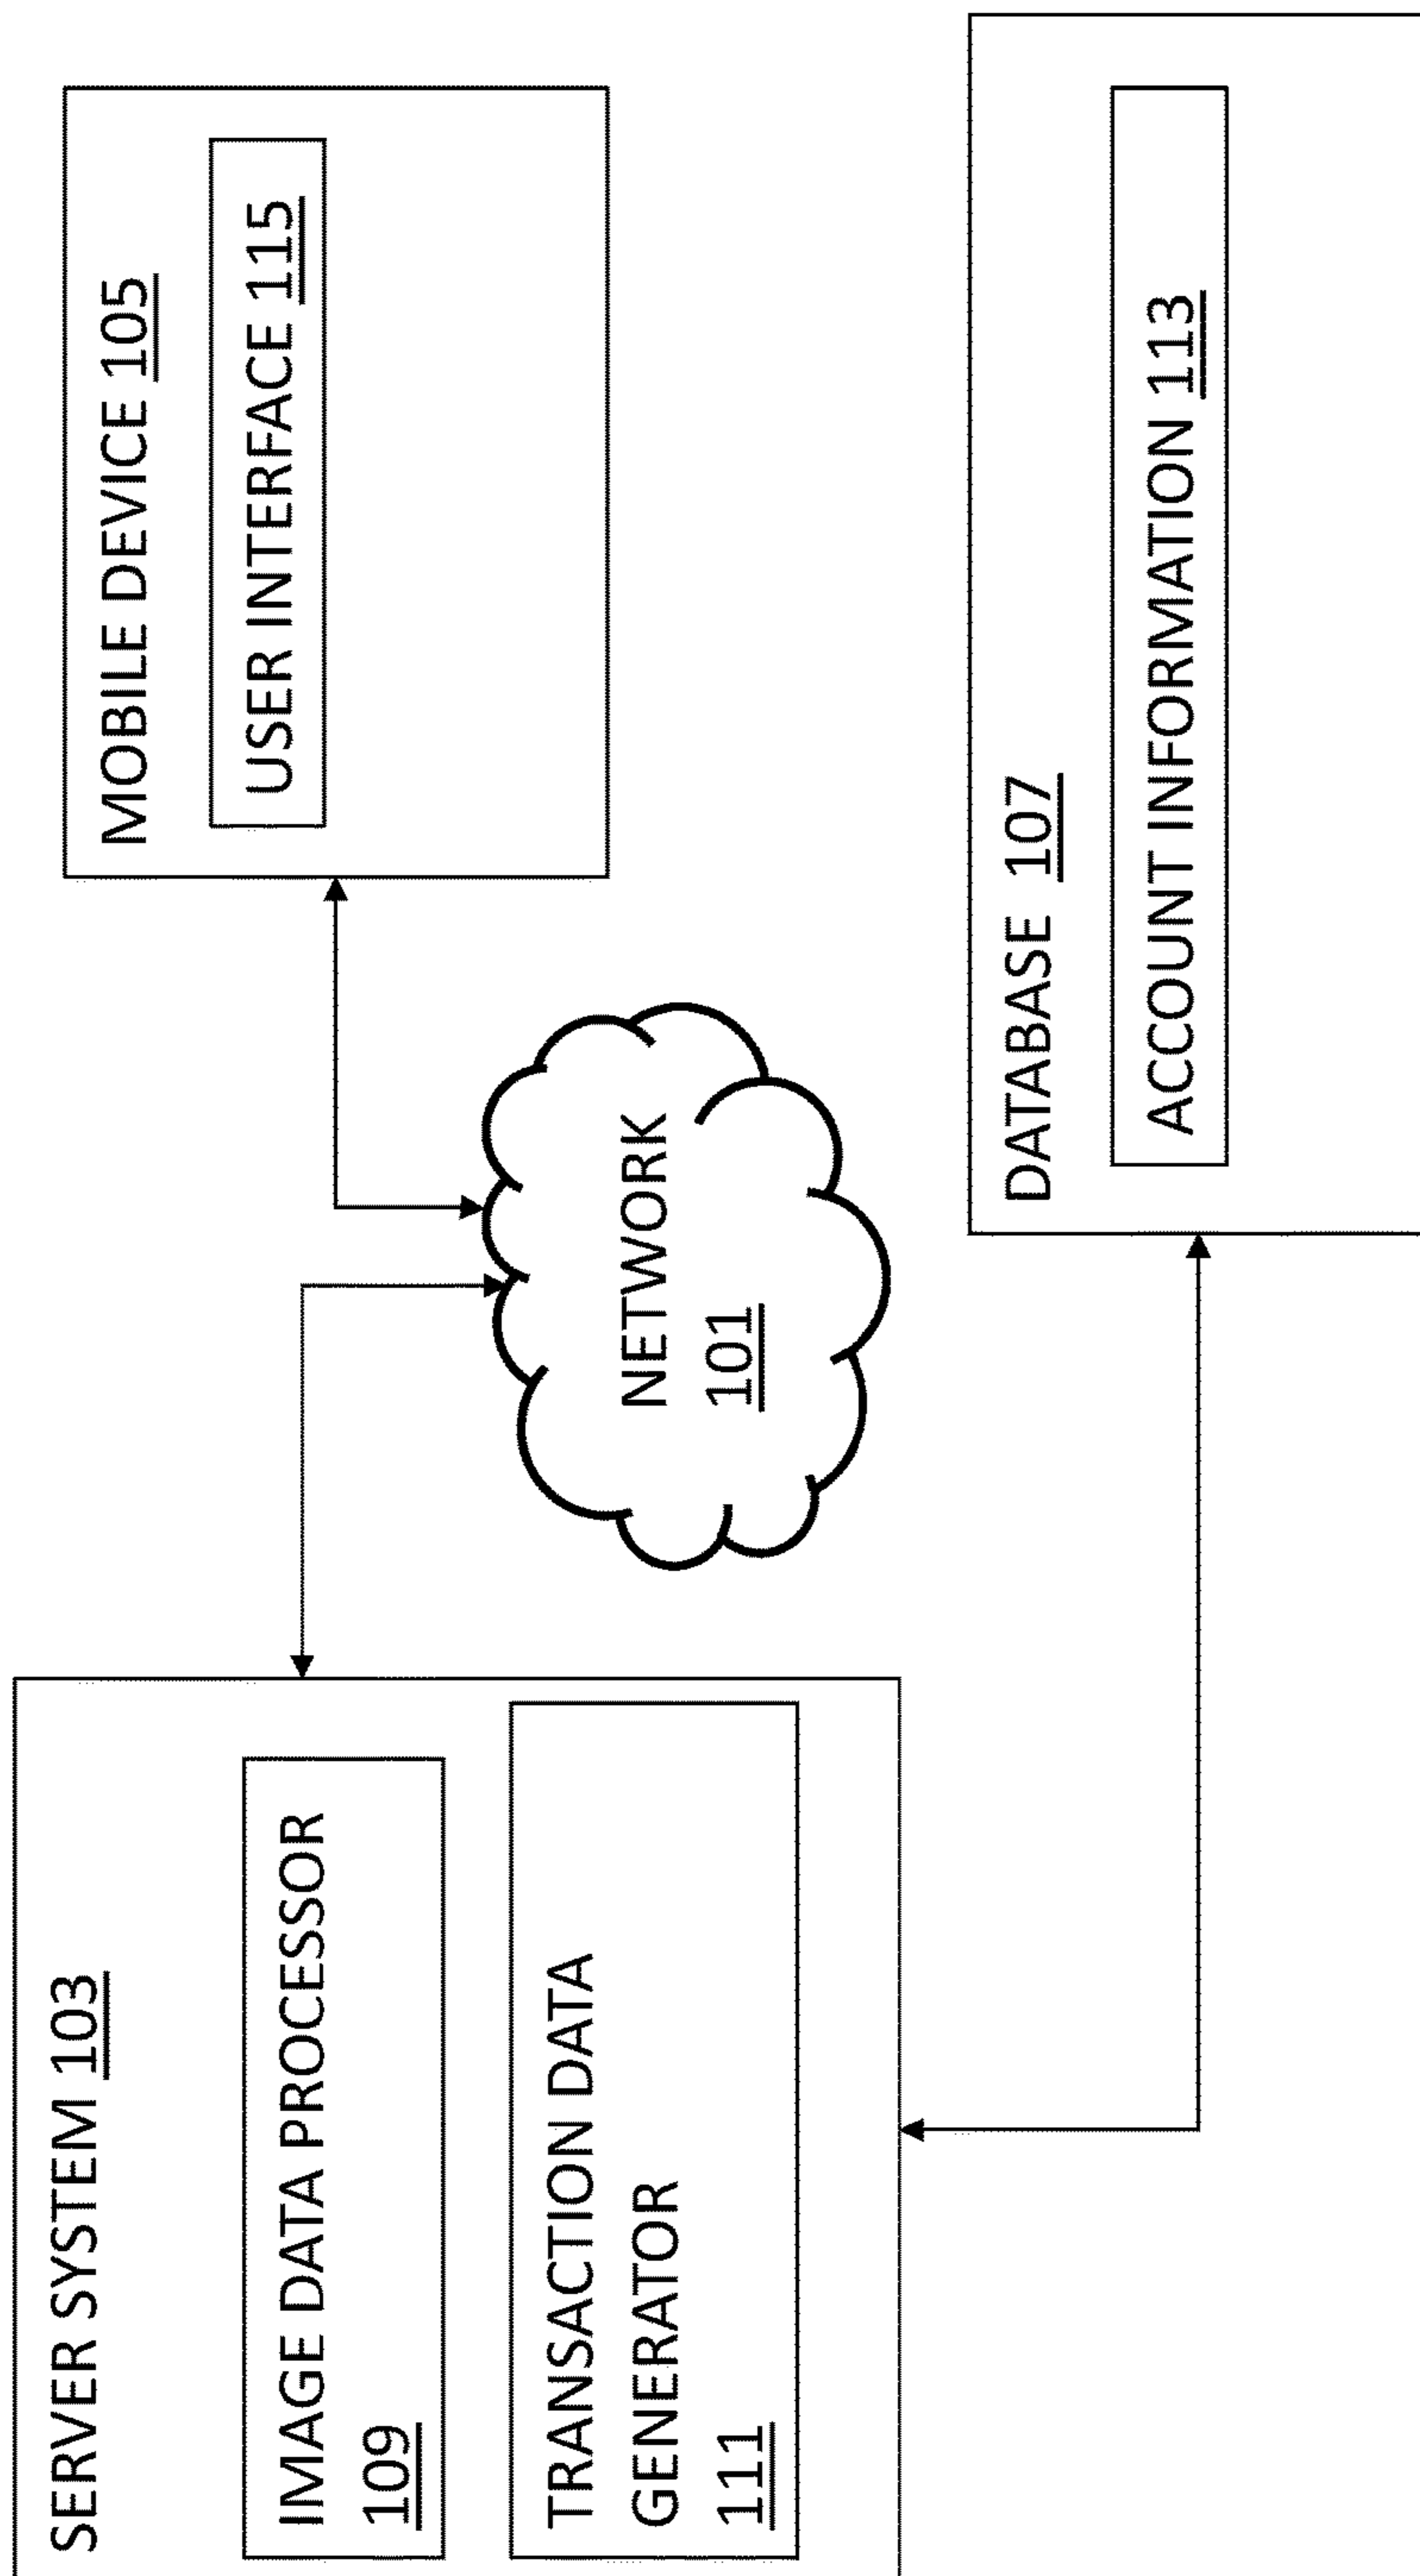 SERVER SYSTEM 103
IMAGE DATA PROCESSOR
109
TRANSACTION DATA
GENERATOR
111
NETWORK
101
MOBILE DEVICE 105
USER INTERFACE 115
DATABASE 107
ACCOUNT INFORMATION 113